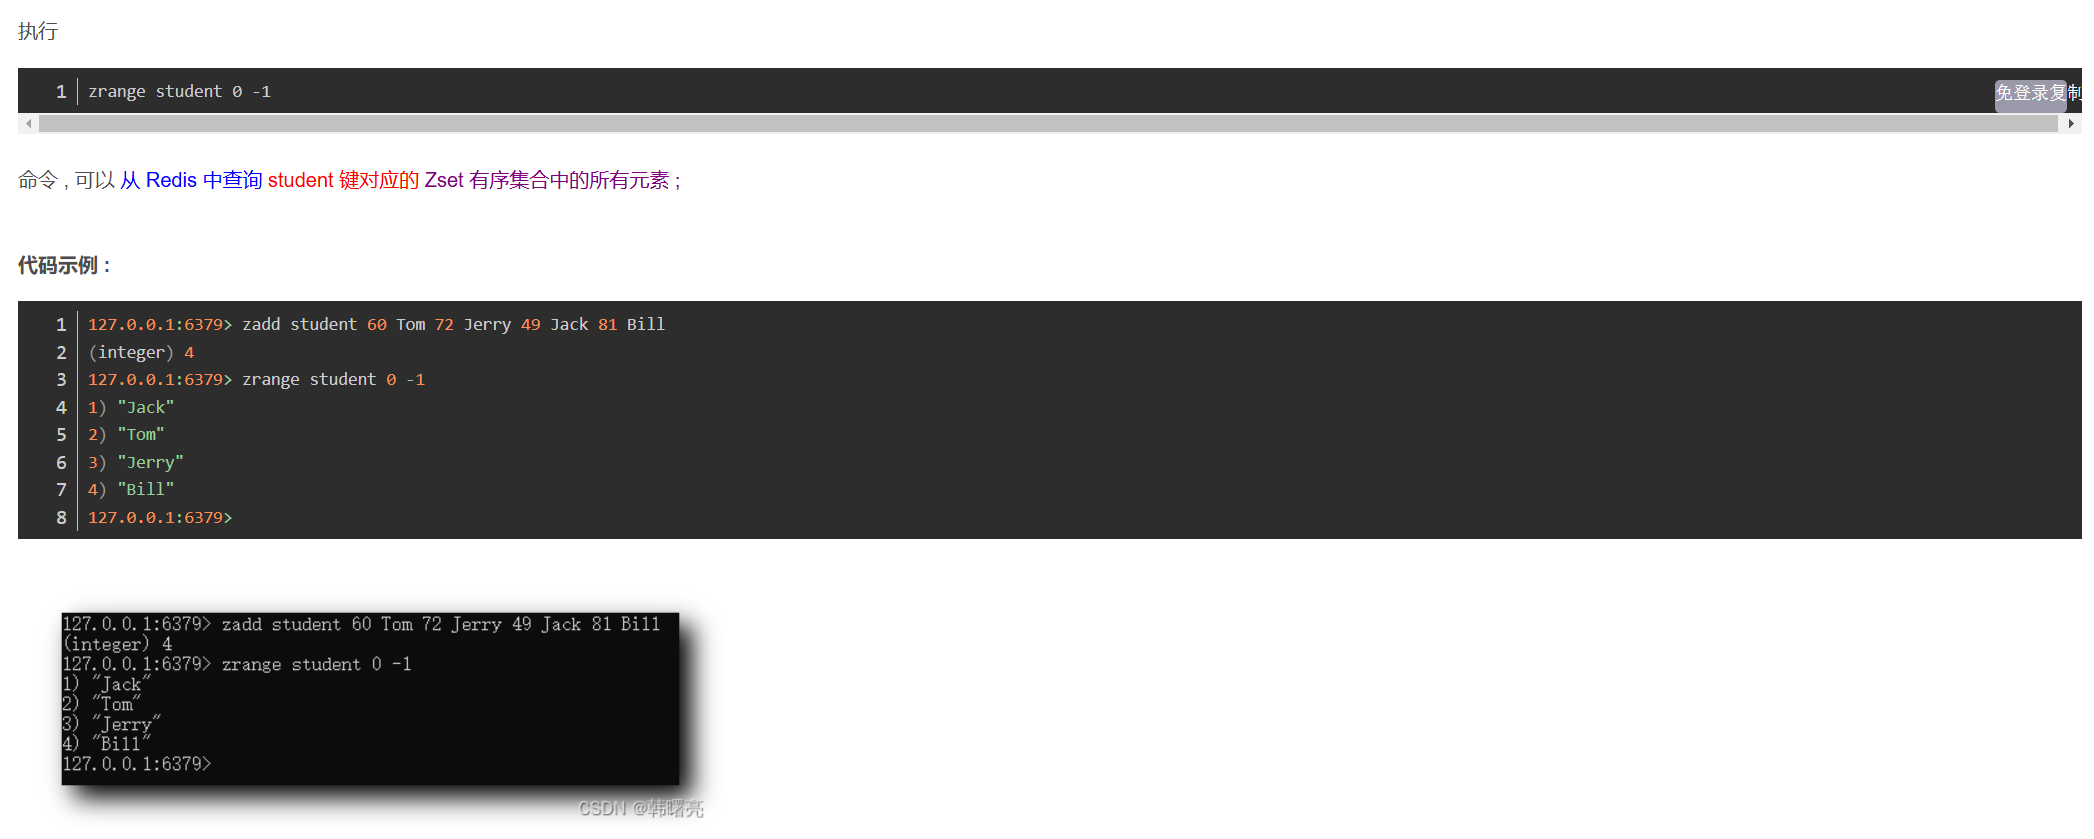 执行
1 zrange student 0 -1
免登录复制
命令 , 可以 从 Redis 中查询 student 键对应的 Zset 有序集合中的所有元素 ;
代码示例 :
1 127.0.0.1:6379> zadd student 60 Tom 72 Jerry 49 Jack 81 Bill
2 (integer) 4
3 127.0.0.1:6379> zrange student 0 -1
4 1) "Jack"
5 2) "Tom"
6 3) "Jerry"
7 4) "Bill"
8 127.0.0.1:6379>
127.0.0.1:6379> zadd student 60 Tom 72 Jerry 49 Jack 81 Bill
(integer) 4
127.0.0.1:6379> zrange student 0 -1
1) "Jack"
2) "Tom"
3) "Jerry"
4) "Bill"
127.0.0.1:6379>
CSDN @韩曙亮